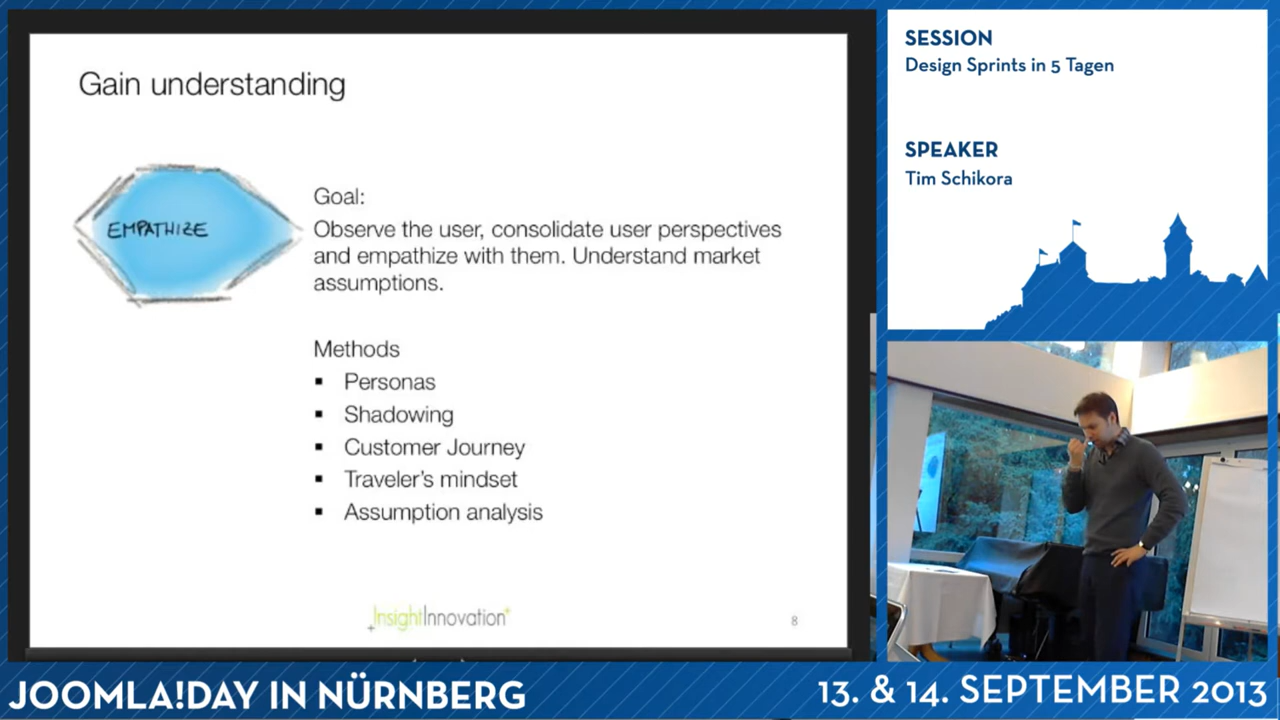 Gain understanding
EMPATHIZE
Goal:
Observe the user, consolidate user perspectives
and empathize with them. Understand market
assumptions.
Methods
▪ Personas
▪ Shadowing
▪ Customer Journey
▪ Traveler's mindset
▪ Assumption analysis
+InsightInnovation+
8
SESSION
Design Sprints in 5 Tagen
SPEAKER
Tim Schikora
JOOMLA!DAY IN NÜRNBERG
13. & 14. SEPTEMBER 2013